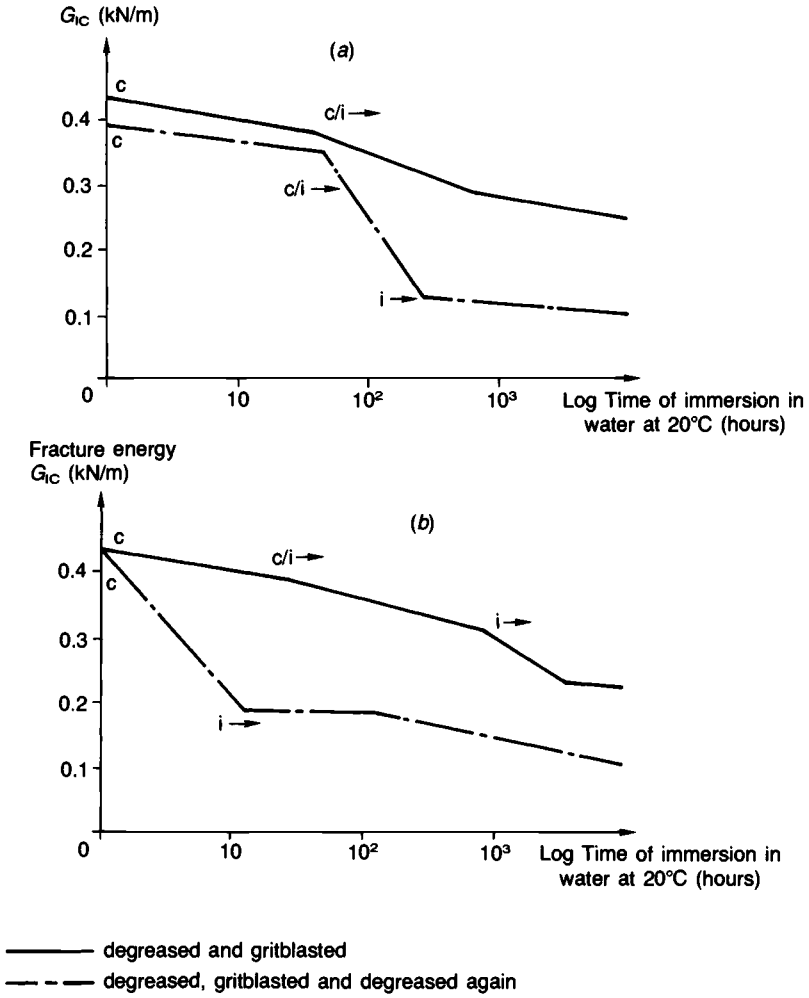 G_IC (kN/m)
(a)
c
c/i →
0.4
c
c/i →
0.3
0.2
i →
0.1
0
10
10²
10³
Log Time of immersion in
water at 20°C (hours)
Fracture energy
G_IC (kN/m)
(b)
c
c/i →
0.4
c
i →
0.3
0.2
i →
0.1
0
10
10²
10³
Log Time of immersion in
water at 20°C (hours)
degreased and gritblasted
degreased, gritblasted and degreased again